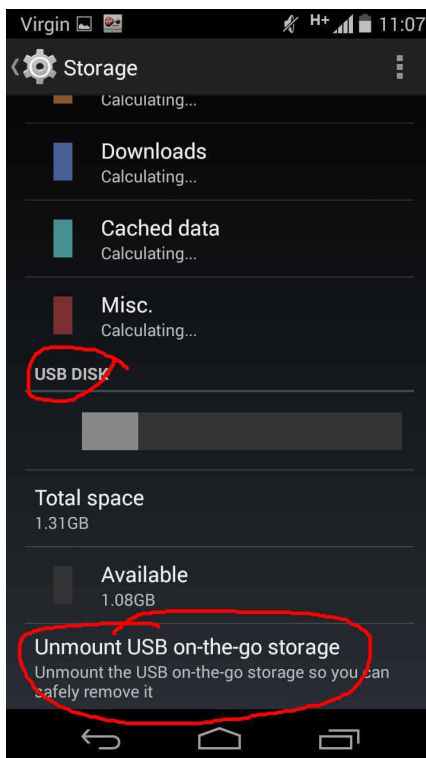 Virgin H+ 11:07
Storage
Calculating...
Downloads
Calculating...
Cached data
Calculating...
Misc.
Calculating...
USB DISK
Total space
1.31GB
Available
1.08GB
Unmount USB on-the-go storage
Unmount the USB on-the-go storage so you can
safely remove it